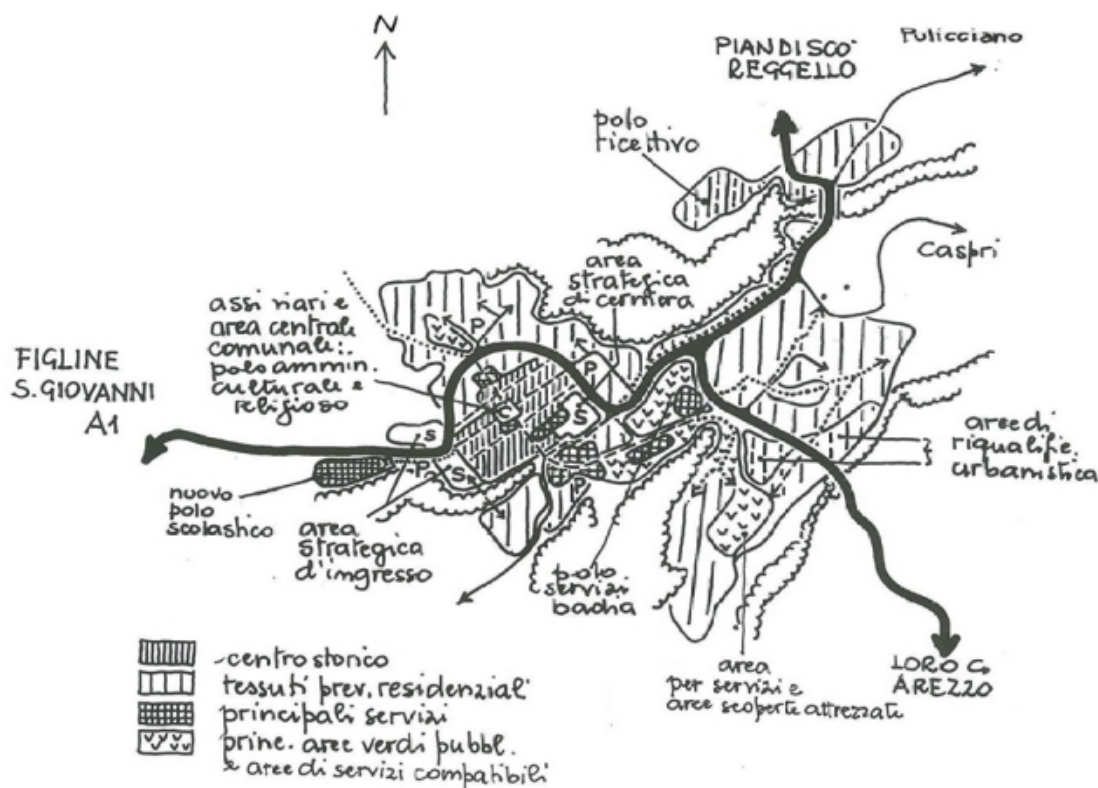 N
PIANDISCO'
REGGELLO
Pulicciano
polo
ricettivo
Caspri
area
strategica
di cerniera
assi viari e
area centrale
comunale:
polo ammin.
culturale e
religioso
FIGLINE
S. GIOVANNI
A1
P
P
C
S
S
P
S
P
nuovo
polo
scolastico
area
strategica
d'ingresso
polo
servizi
badia
aree di
riqualific.
urbanistica
area
per servizi e
aree scoperte attrezzate
LORO C.
AREZZO
centro storico
tessuti prev. residenziali
principali servizi
princ. aree verdi pubbl.
e aree di servizi compatibili